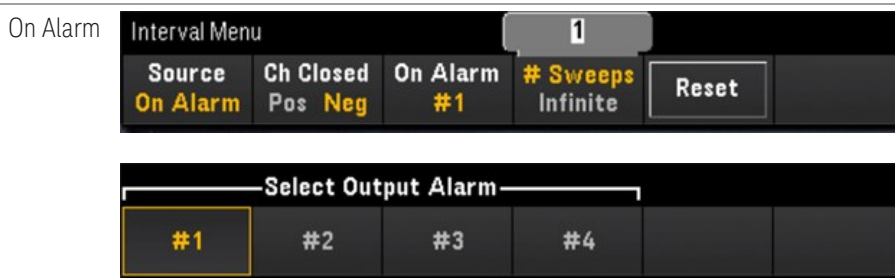 On Alarm
Interval Menu
1
Source Ch Closed On Alarm # Sweeps Reset
On Alarm Pos Neg #1 Infinite
Select Output Alarm
#1 #2 #3 #4